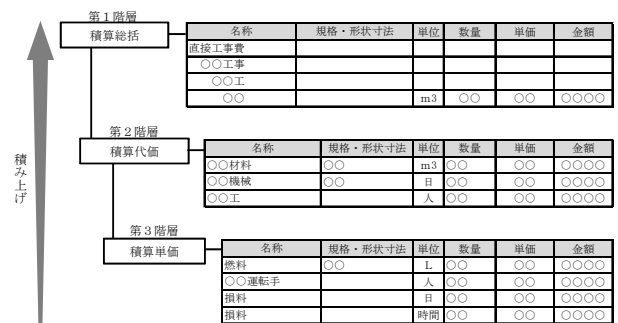 第１階層
積算総括
名称 規格・形状寸法 単位 数量 単価 金額
直接工事費
○○工事
○○工
○○ m3 ○○ ○○ ○○○○
第２階層
積算代価
名称 規格・形状寸法 単位 数量 単価 金額
○○材料 ○○ m3 ○○ ○○ ○○○○
○○機械 ○○ 日 ○○ ○○ ○○○○
○○工 人 ○○ ○○ ○○○○
積み上げ
第３階層
積算単価
名称 規格・形状寸法 単位 数量 単価 金額
燃料 ○○ L ○○ ○○ ○○○○
○○運転手 人 ○○ ○○ ○○○○
損料 日 ○○ ○○ ○○○○
損料 時間 ○○ ○○ ○○○○